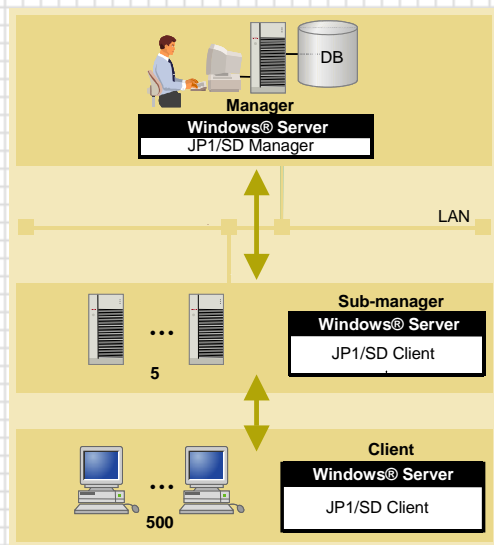 DB
Manager
Windows® Server
JP1/SD Manager
LAN
Sub-manager
Windows® Server
JP1/SD Client
...
5
Client
Windows® Server
JP1/SD Client
...
500